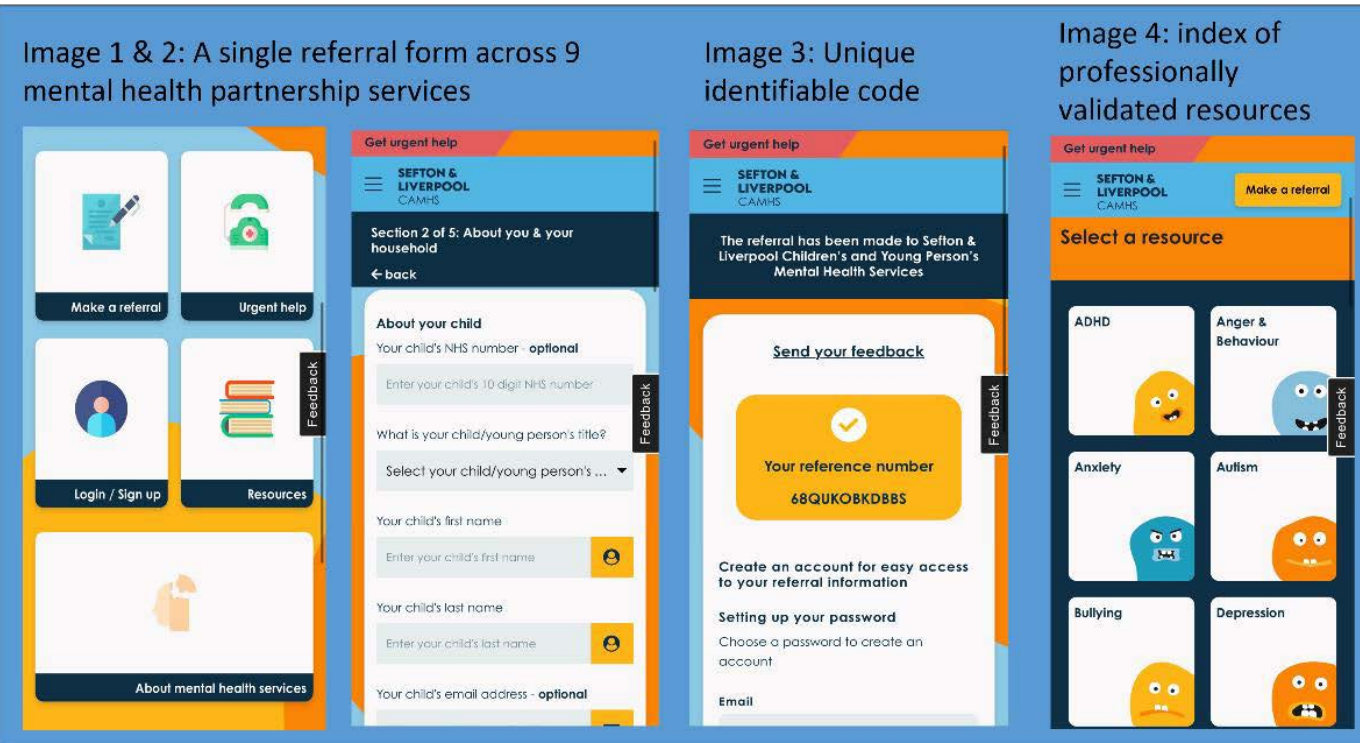 Image 1 & 2: A single referral form across 9
mental health partnership services
Make a referral
Urgent help
Login / Sign up
Resources
About mental health services
Feedback
Get urgent help
SEFTON &
LIVERPOOL
CAMHS
Section 2 of 5: About you & your
household
← back
About your child
Your child's NHS number - optional
Enter your child's 10 digit NHS number
What is your child/young person's title?
Select your child/young person's ...
Your child's first name
Enter your child's first name
Your child's last name
Enter your child's last name
Your child's email address - optional
Feedback
Image 3: Unique
identifiable code
Get urgent help
SEFTON &
LIVERPOOL
CAMHS
The referral has been made to Sefton &
Liverpool Children's and Young Person's
Mental Health Services
Send your feedback
Your reference number
68QUKOBKDBBS
Create an account for easy access
to your referral information
Setting up your password
Choose a password to create an
account
Email
Feedback
Image 4: index of
professionally
validated resources
Get urgent help
SEFTON &
LIVERPOOL
CAMHS
Make a referral
Select a resource
ADHD
Anger &
Behaviour
Anxiety
Autism
Bullying
Depression
Feedback